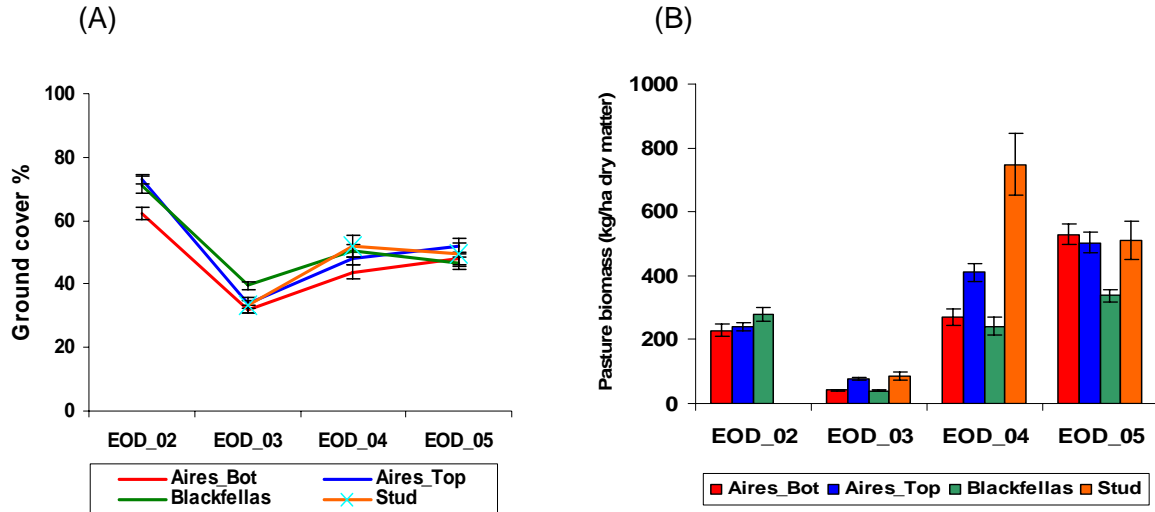 (A)
100
80
60
40
20
0
Ground cover %
EOD_02 EOD_03 EOD_04 EOD_05
Aires_Bot Aires_Top
Blackfellas Stud
(B)
1000
800
600
400
200
0
Pasture biomass (kg/ha dry matter)
EOD_02 EOD_03 EOD_04 EOD_05
Aires_Bot Aires_Top Blackfellas Stud